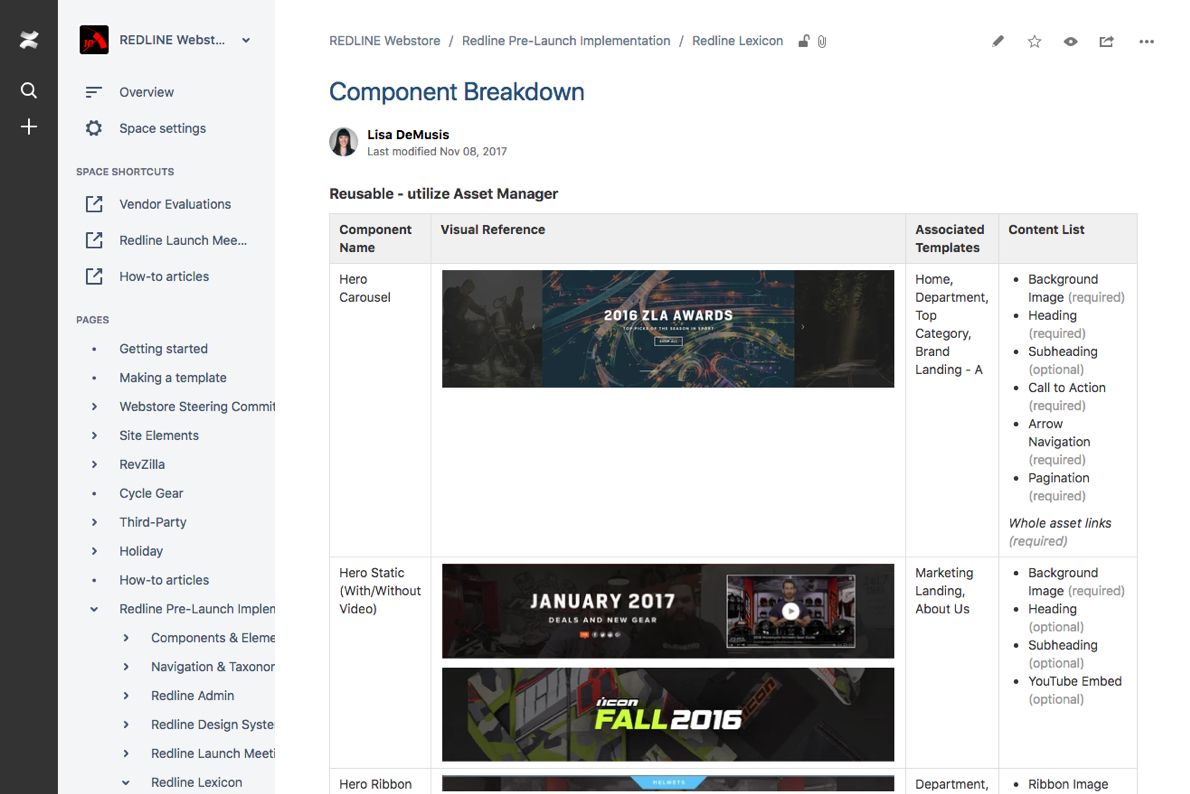 REDLINE Webst...
Overview
Space settings
SPACE SHORTCUTS
Vendor Evaluations
Redline Launch Mee...
How-to articles
PAGES
Getting started
Making a template
Webstore Steering Commit
Site Elements
RevZilla
Cycle Gear
Third-Party
Holiday
How-to articles
Redline Pre-Launch Implen
Components & Eleme
Navigation & Taxonor
Redline Admin
Redline Design Syste
Redline Launch Meeti
Redline Lexicon
REDLINE Webstore / Redline Pre-Launch Implementation / Redline Lexicon
Component Breakdown
Lisa DeMusis
Last modified Nov 08, 2017
Reusable - utilize Asset Manager
Component
Name
Visual Reference
Associated
Templates
Content List
Hero
Carousel
2016 ZLA AWARDS
TOP PICKS OF THE SEASON IN SPORT
SHOP ALL
Home,
Department,
Top
Category,
Brand
Landing - A
• Background
Image (required)
• Heading
(required)
• Subheading
(optional)
• Call to Action
(required)
• Arrow
Navigation
(required)
• Pagination
(required)
Whole asset links
(required)
Hero Static
(With/Without
Video)
JANUARY 2017
DEALS AND NEW GEAR
icon
FALL 2016
Marketing
Landing,
About Us
• Background
Image (required)
• Heading
(optional)
• Subheading
(optional)
• YouTube Embed
(optional)
Hero Ribbon
HELMETS
Department,
• Ribbon Image